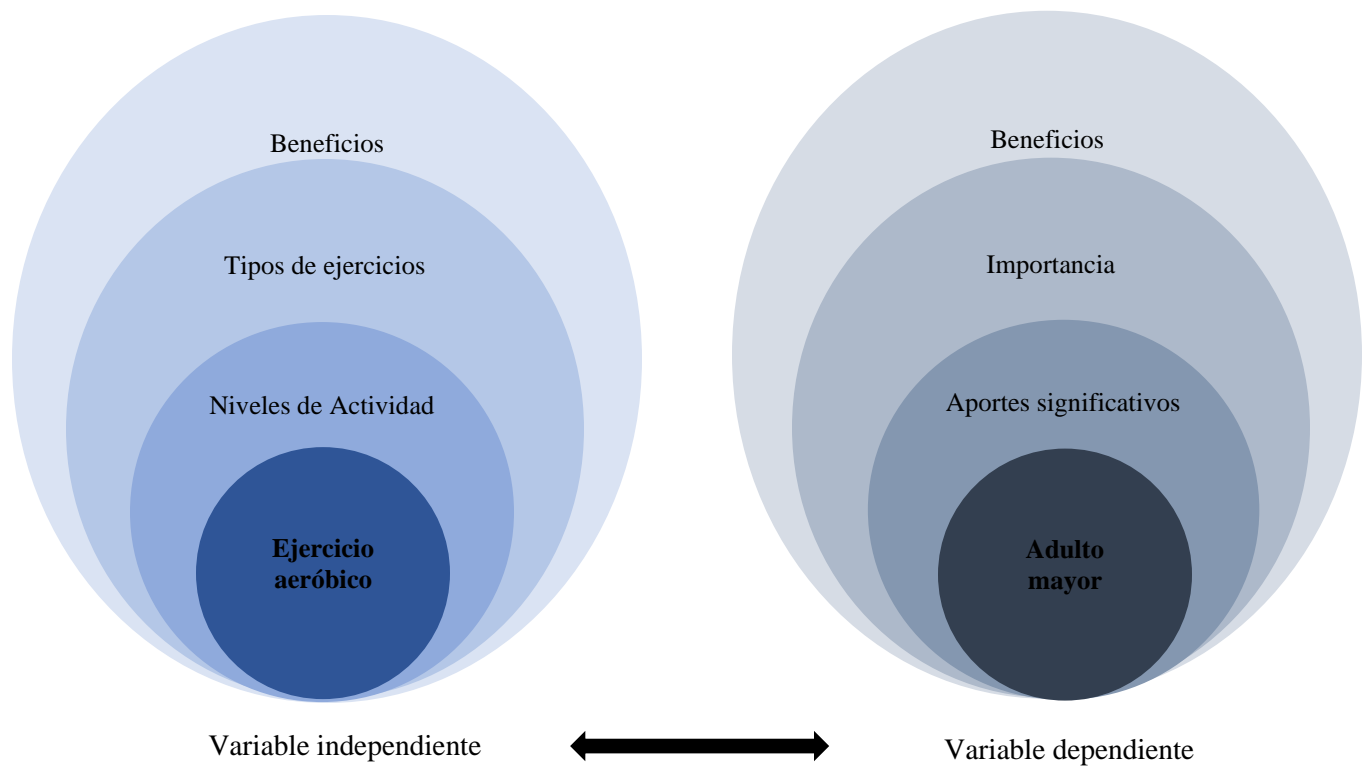 Beneficios
Tipos de ejercicios
Niveles de Actividad
Ejercicio
aeróbico
Variable independiente
Beneficios
Importancia
Aportes significativos
Adulto
mayor
Variable dependiente